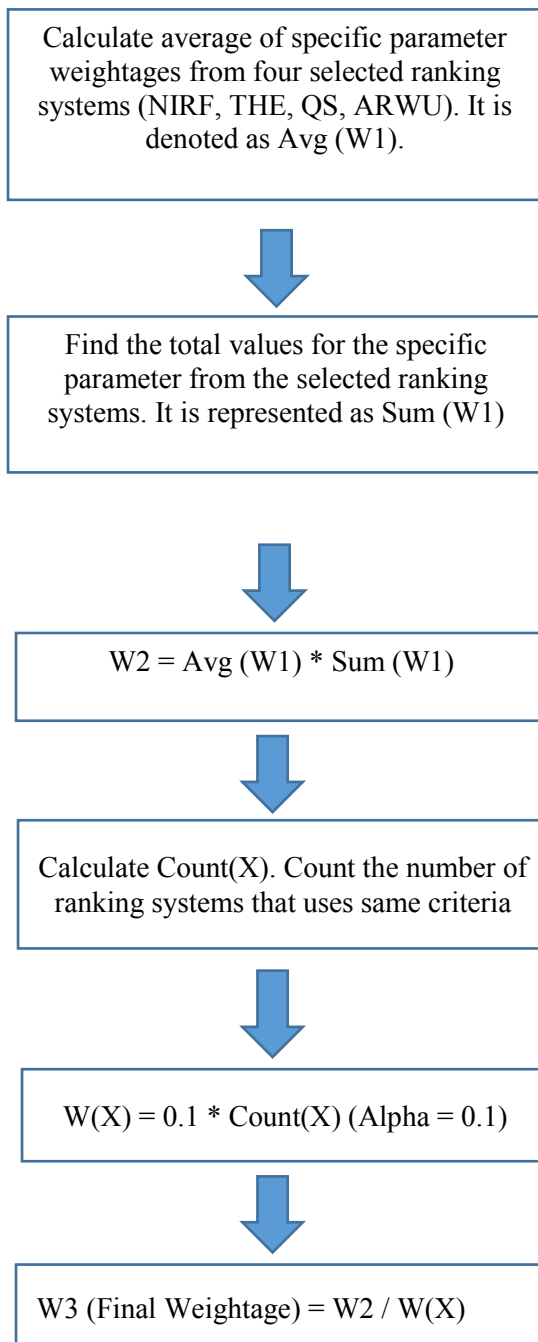 Calculate average of specific parameter
weightages from four selected ranking
systems (NIRF, THE, QS, ARWU). It is
denoted as Avg (W1).
Find the total values for the specific
parameter from the selected ranking
systems. It is represented as Sum (W1)
W2 = Avg (W1) * Sum (W1)
Calculate Count(X). Count the number of
ranking systems that uses same criteria
W(X) = 0.1 * Count(X) (Alpha = 0.1)
W3 (Final Weightage) = W2 / W(X)